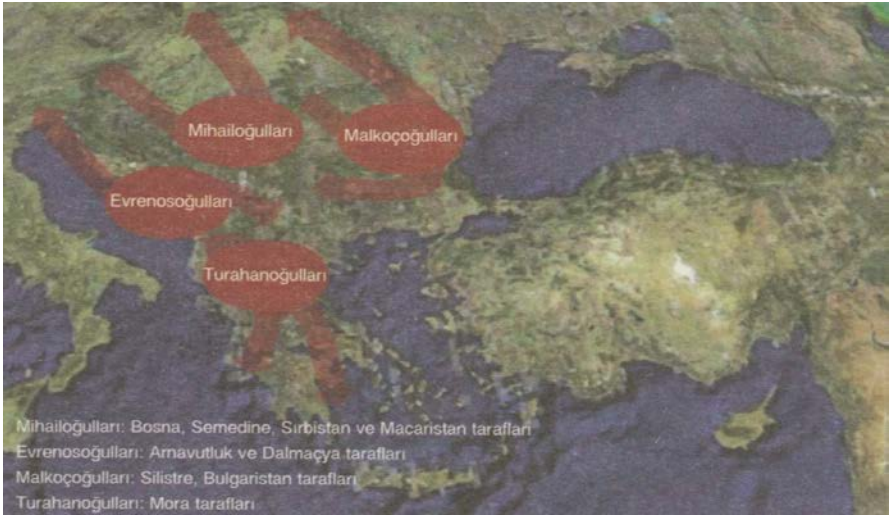 Mihailoğulları
Malkoçoğulları
Evrenosoğulları
Turahanoğulları
Mihailoğulları: Bosna, Semedine, Sırbistan ve Macaristan tarafları
Evrenosoğulları: Arnavutluk ve Dalmaçya tarafları
Malkoçoğulları: Silistre, Bulgaristan tarafları
Turahanoğulları: Mora tarafları